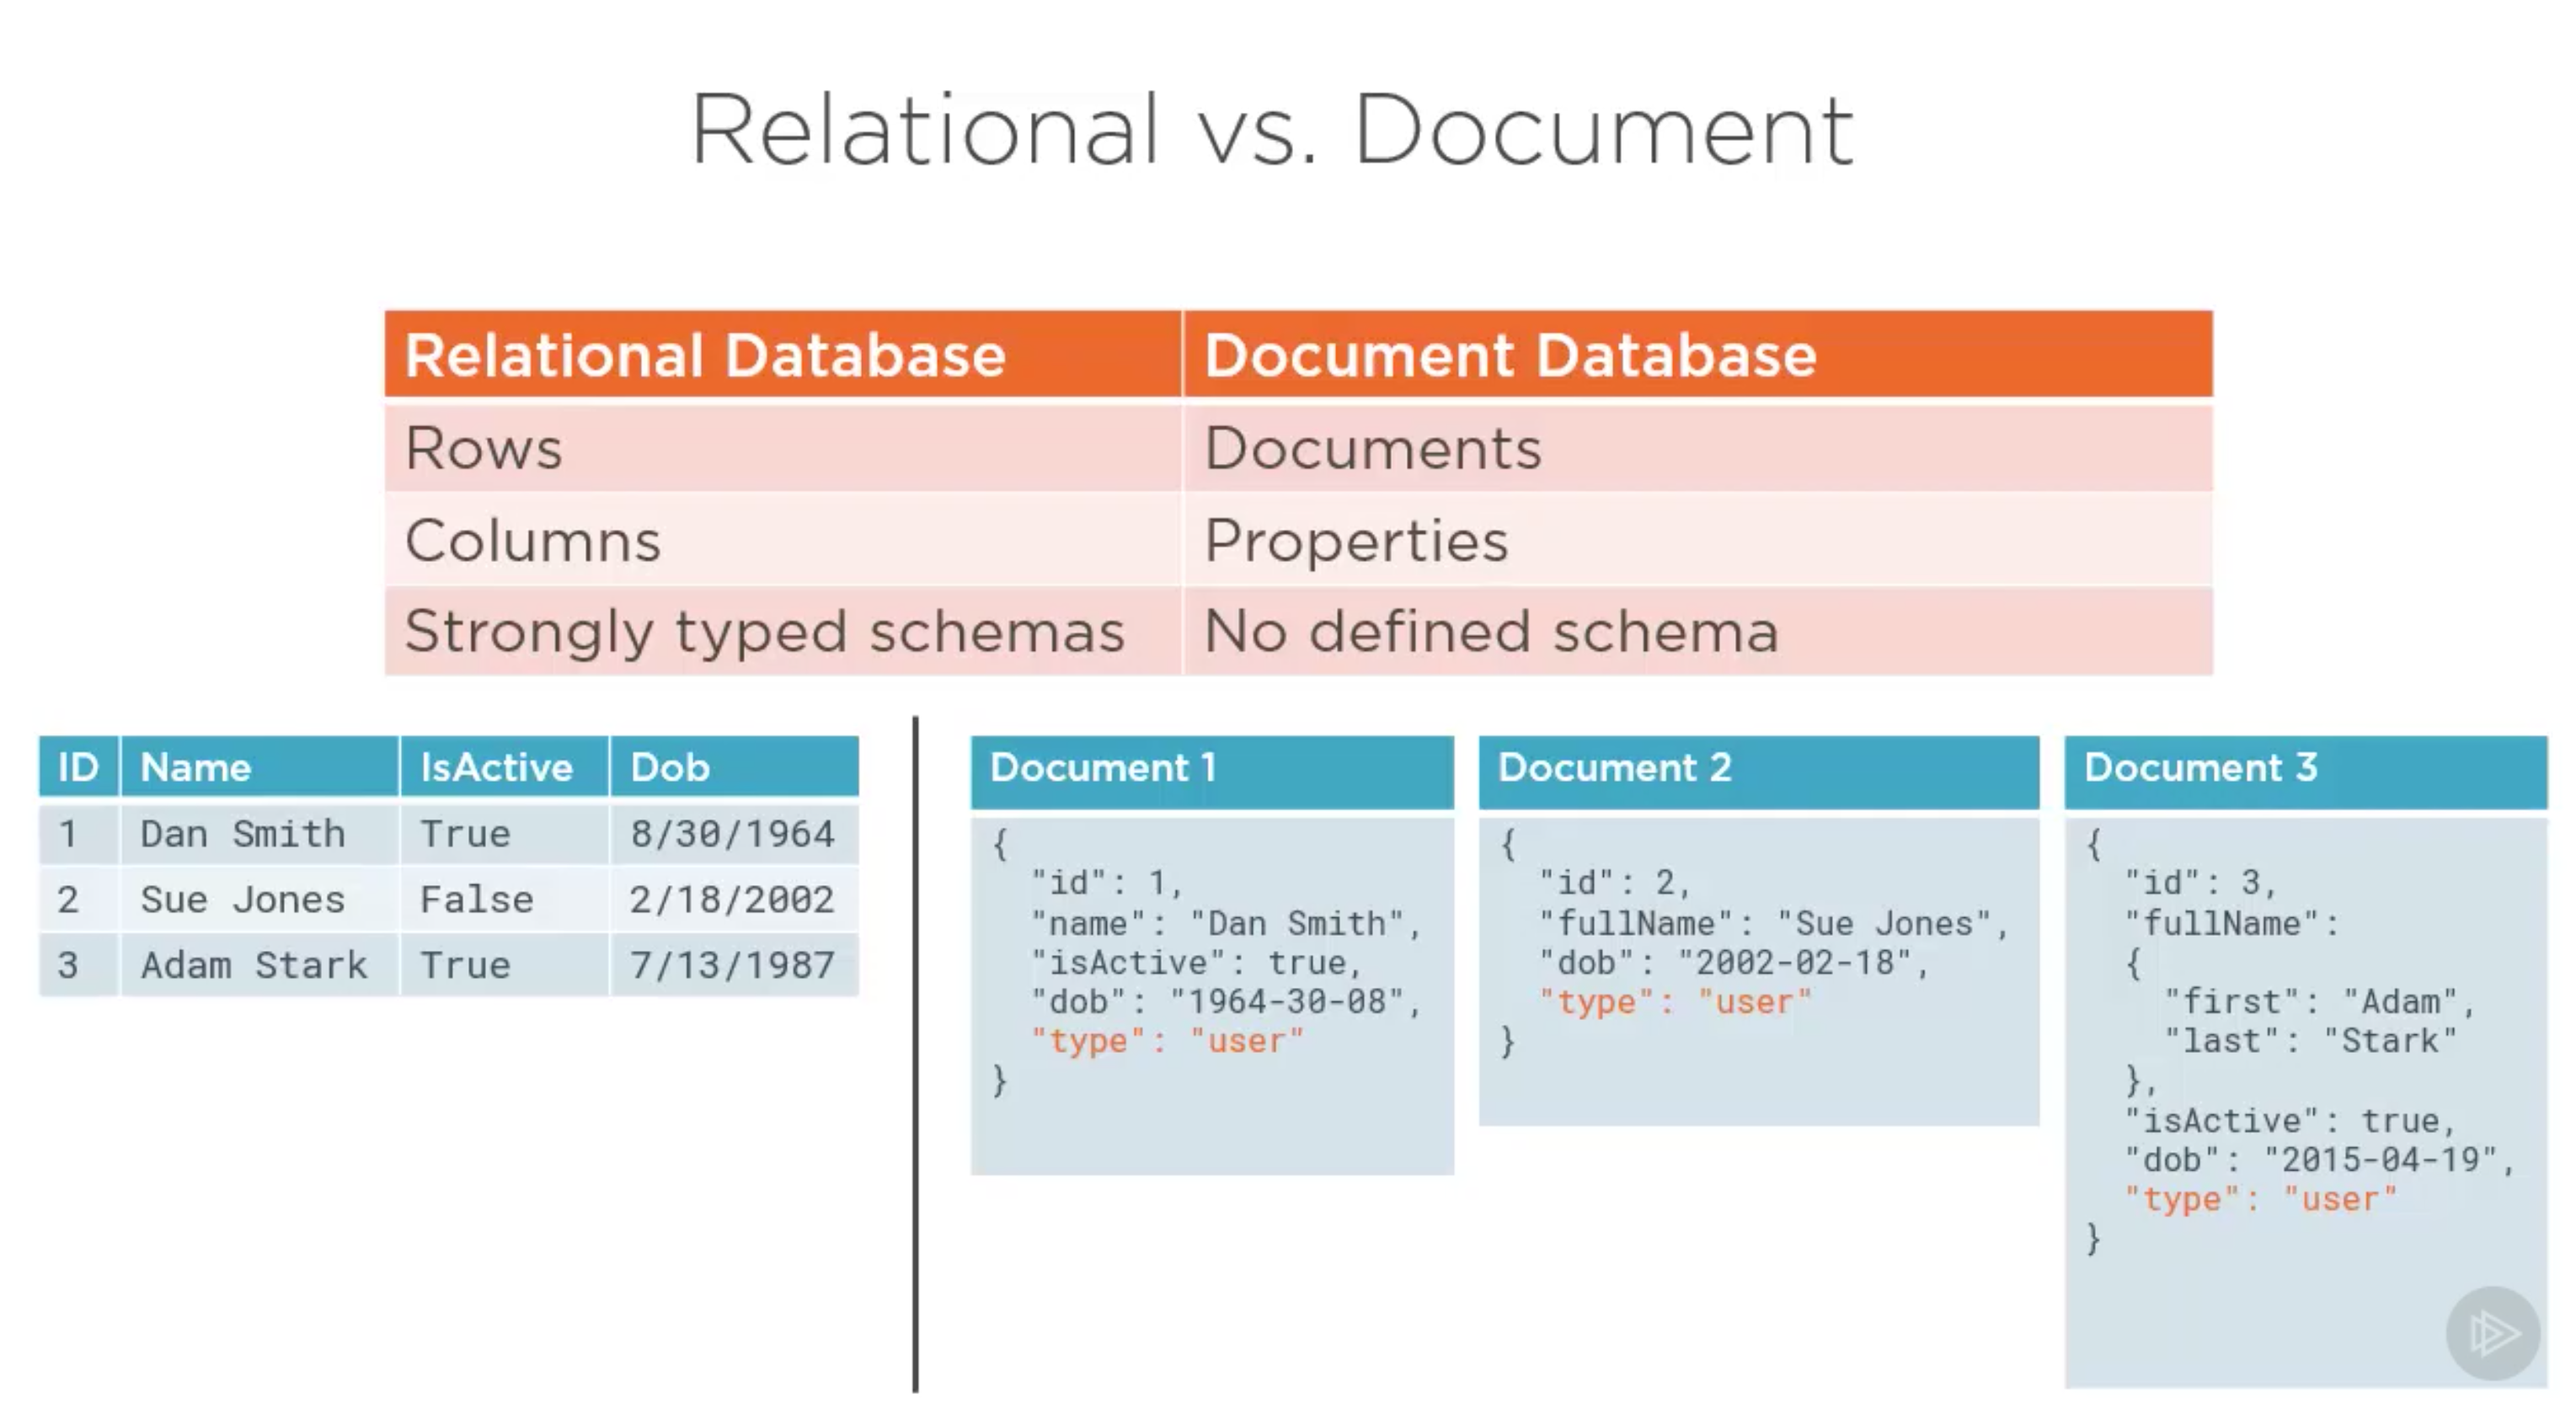 Relational vs. Document
Relational Database Document Database
Rows Documents
Columns Properties
Strongly typed schemas No defined schema
ID Name IsActive Dob
1 Dan Smith True 8/30/1964
2 Sue Jones False 2/18/2002
3 Adam Stark True 7/13/1987
Document 1
{
"id": 1,
"name": "Dan Smith",
"isActive": true,
"dob": "1964-30-08",
"type": "user"
}
Document 2
{
"id": 2,
"fullName": "Sue Jones",
"dob": "2002-02-18",
"type": "user"
}
Document 3
{
"id": 3,
"fullName":
{
"first": "Adam",
"last": "Stark"
},
"isActive": true,
"dob": "2015-04-19",
"type": "user"
}